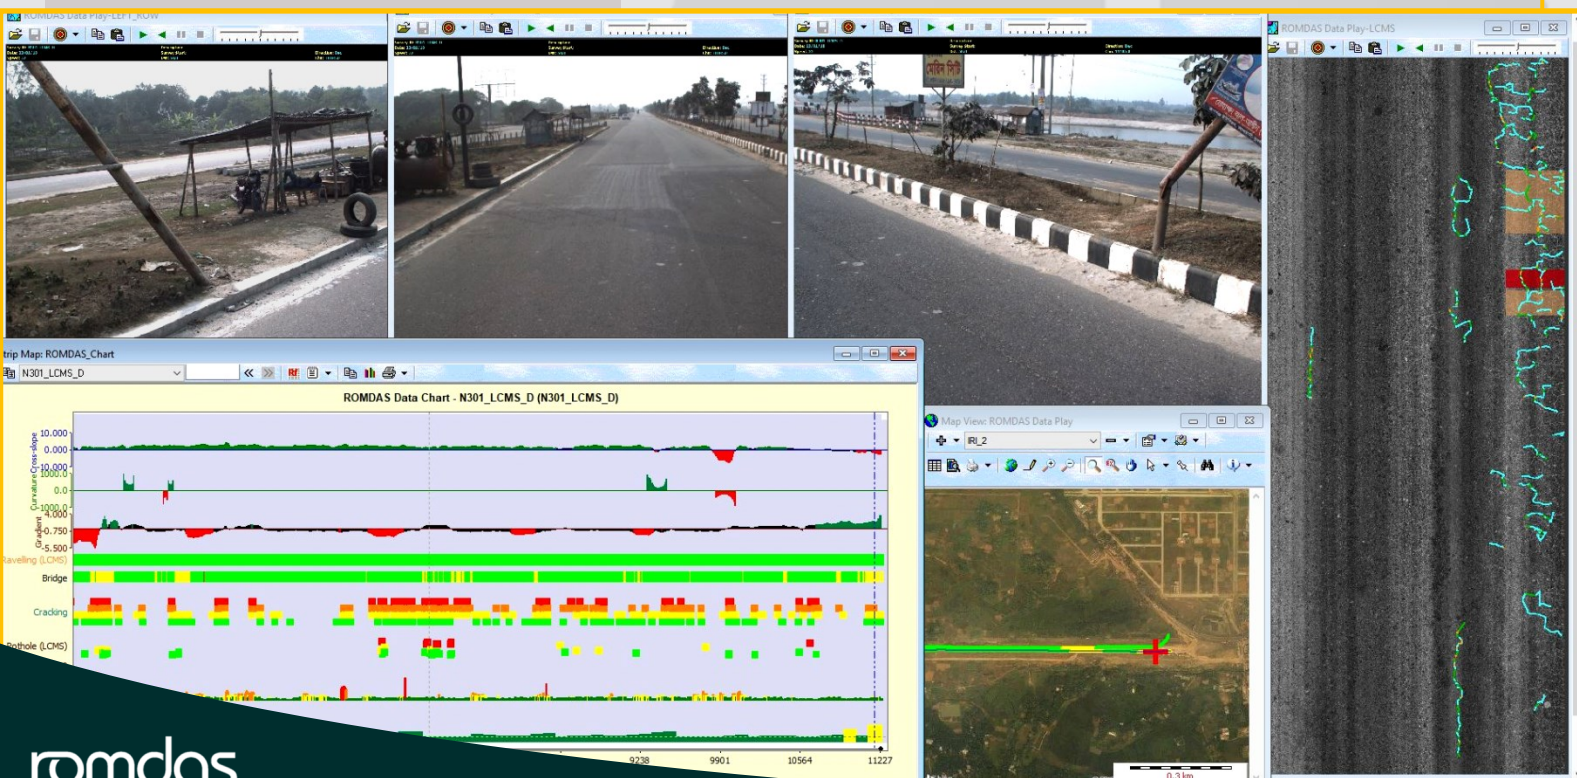 ROMDAS Data Play-LEFT_ROW
ROMDAS Data Play-LCMS
মেরিন সিটি
trip Map: ROMDAS_Chart
N301_LCMS_D
ROMDAS Data Chart - N301_LCMS_D (N301_LCMS_D)
Cross-slope
10.000
0.000
-10.000
Curvature
1000.0
0.0
-1000.0
Gradient
4.000
-0.750
-5.500
Ravelling (LCMS)
Bridge
Cracking
Pothole (LCMS)
9238
9901
10564
11227
Map View: ROMDAS Data Play
IRI_2
0.3 km
romdas